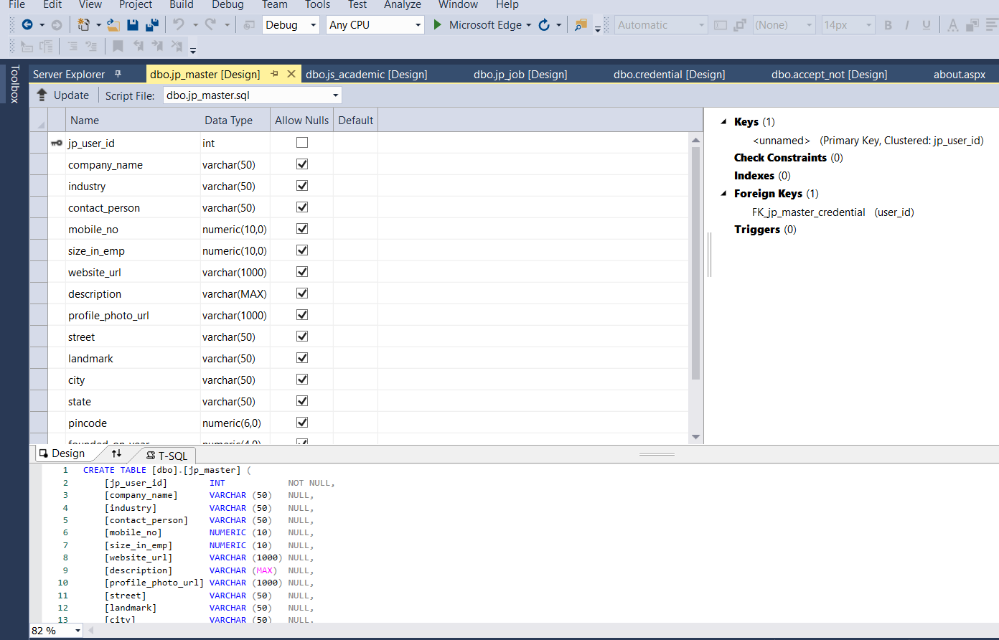 File Edit View Project Build Debug Team Tools Test Analyze Window Help
Debug Any CPU Microsoft Edge Automatic (None) 14px B I U A
Toolbox
Server Explorer dbo.jp_master [Design] dbo.js_academic [Design] dbo.jp_job [Design] dbo.credential [Design] dbo.accept_not [Design] about.aspx
Update Script File: dbo.jp_master.sql
Name Data Type Allow Nulls Default
jp_user_id int
company_name varchar(50)
industry varchar(50)
contact_person varchar(50)
mobile_no numeric(10,0)
size_in_emp numeric(10,0)
website_url varchar(1000)
description varchar(MAX)
profile_photo_url varchar(1000)
street varchar(50)
landmark varchar(50)
city varchar(50)
state varchar(50)
pincode numeric(6,0)
founded_on_year numeric(4,0)
Keys (1)
<unnamed> (Primary Key, Clustered: jp_user_id)
Check Constraints (0)
Indexes (0)
Foreign Keys (1)
FK_jp_master_credential (user_id)
Triggers (0)
Design T-SQL
1 CREATE TABLE [dbo].[jp_master] (
2 [jp_user_id] INT NOT NULL,
3 [company_name] VARCHAR (50) NULL,
4 [industry] VARCHAR (50) NULL,
5 [contact_person] VARCHAR (50) NULL,
6 [mobile_no] NUMERIC (10) NULL,
7 [size_in_emp] NUMERIC (10) NULL,
8 [website_url] VARCHAR (1000) NULL,
9 [description] VARCHAR (MAX) NULL,
10 [profile_photo_url] VARCHAR (1000) NULL,
11 [street] VARCHAR (50) NULL,
12 [landmark] VARCHAR (50) NULL,
13 [city] VARCHAR (50) NULL,
82 %